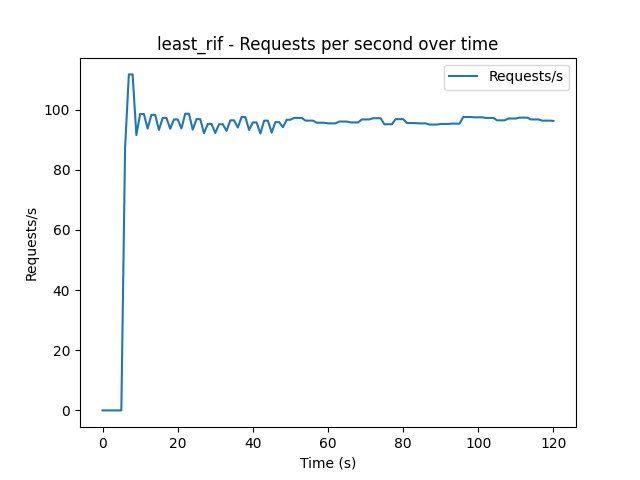 least_rif - Requests per second over time
Requests/s
100
80
60
40
20
0
Requests/s
0 20 40 60 80 100 120
Time (s)